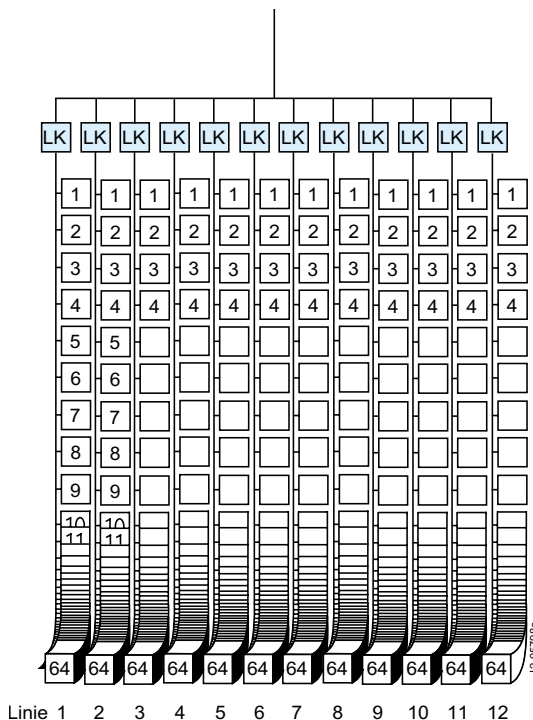 LK LK LK LK LK LK LK LK LK LK LK LK
1 1 1 1 1 1 1 1 1 1 1 1
2 2 2 2 2 2 2 2 2 2 2 2
3 3 3 3 3 3 3 3 3 3 3 3
4 4 4 4 4 4 4 4 4 4 4 4
5 5
6 6
7 7
8 8
9 9
10 10
11 11
64 64 64 64 64 64 64 64 64 64 64 64
Linie 1 2 3 4 5 6 7 8 9 10 11 12